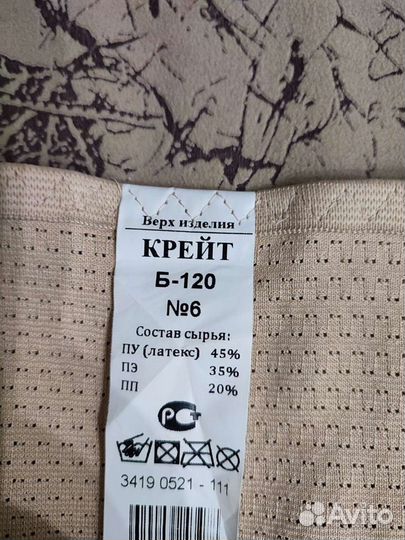 Верх изделия
КРЕЙТ
Б-120
№6
Состав сырья:
ПУ (латекс) 45%
ПЭ 35%
ПП 20%
РСТ
3419 0521 - 111
Avito